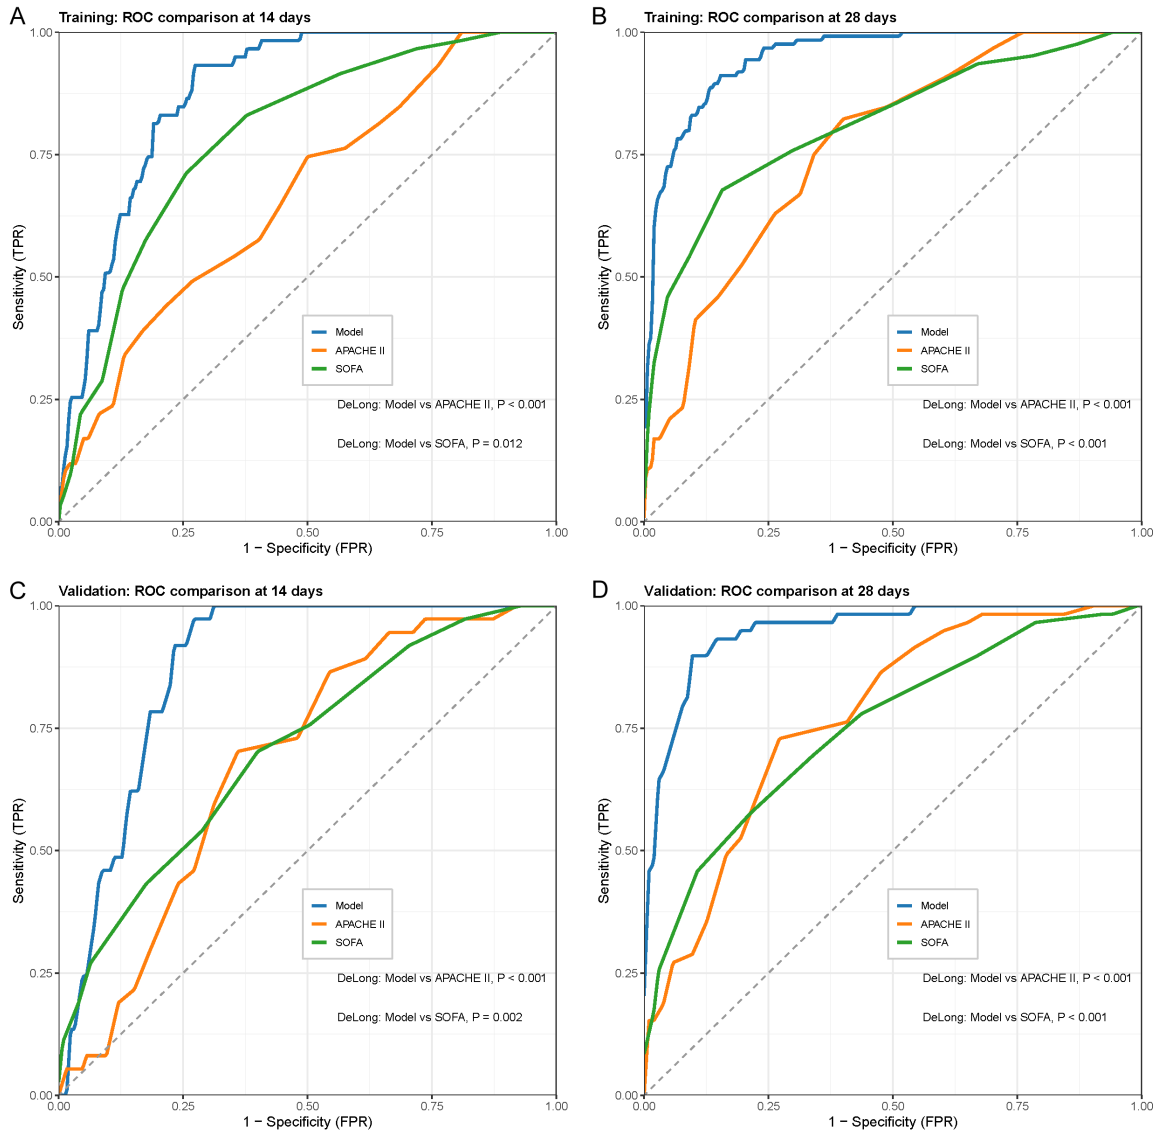 A
Training: ROC comparison at 14 days
1.00
0.75
0.50
0.25
0.00
Sensitivity (TPR)
Model
APACHE II
SOFA
DeLong: Model vs APACHE II, P < 0.001
DeLong: Model vs SOFA, P = 0.012
0.00 0.25 0.50 0.75 1.00
1 − Specificity (FPR)
B
Training: ROC comparison at 28 days
1.00
0.75
0.50
0.25
0.00
Sensitivity (TPR)
Model
APACHE II
SOFA
DeLong: Model vs APACHE II, P < 0.001
DeLong: Model vs SOFA, P < 0.001
0.00 0.25 0.50 0.75 1.00
1 − Specificity (FPR)
C
Validation: ROC comparison at 14 days
1.00
0.75
0.50
0.25
0.00
Sensitivity (TPR)
Model
APACHE II
SOFA
DeLong: Model vs APACHE II, P < 0.001
DeLong: Model vs SOFA, P = 0.002
0.00 0.25 0.50 0.75 1.00
1 − Specificity (FPR)
D
Validation: ROC comparison at 28 days
1.00
0.75
0.50
0.25
0.00
Sensitivity (TPR)
Model
APACHE II
SOFA
DeLong: Model vs APACHE II, P < 0.001
DeLong: Model vs SOFA, P < 0.001
0.00 0.25 0.50 0.75 1.00
1 − Specificity (FPR)